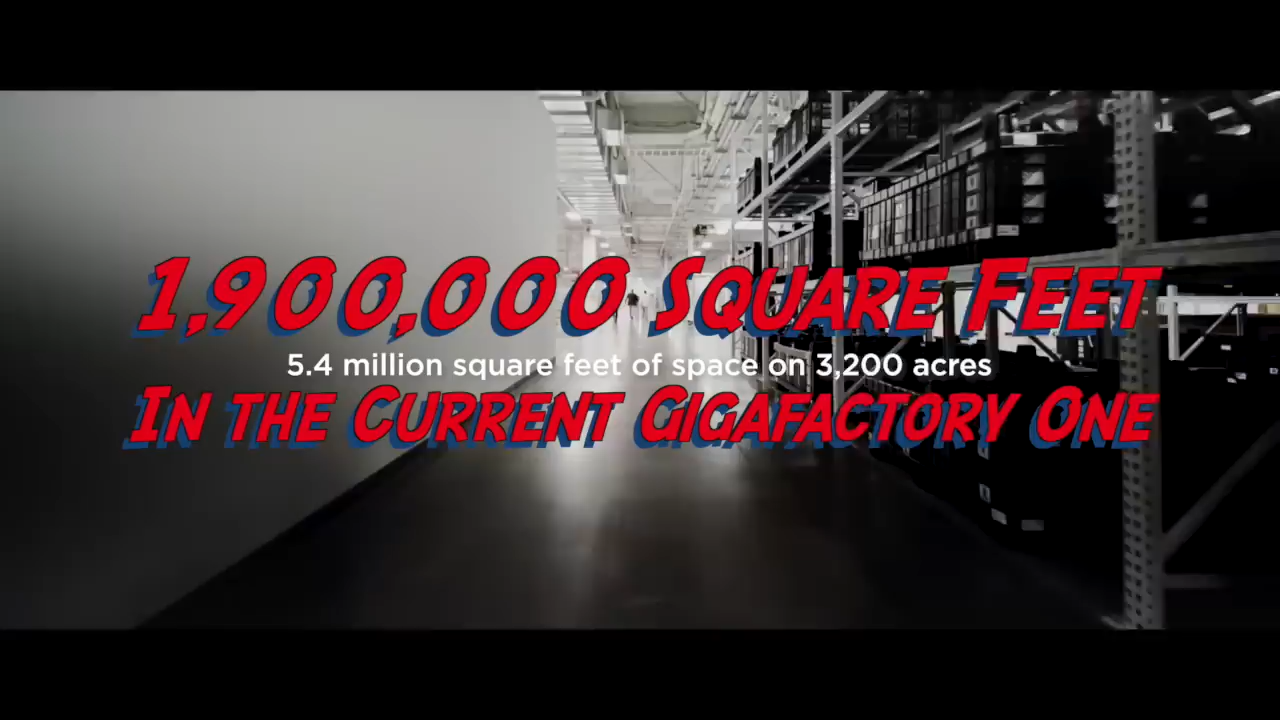 1,900,000 Square Feet
5.4 million square feet of space on 3,200 acres
In the Current Gigafactory One